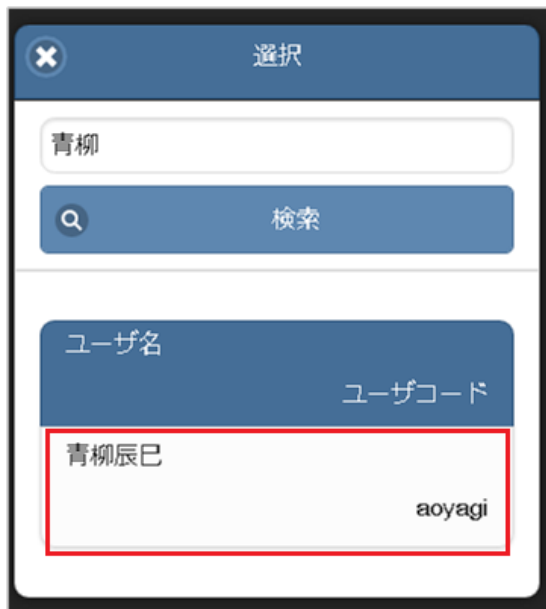 選択
青柳
検索
ユーザ名
ユーザコード
青柳辰巳
aoyagi